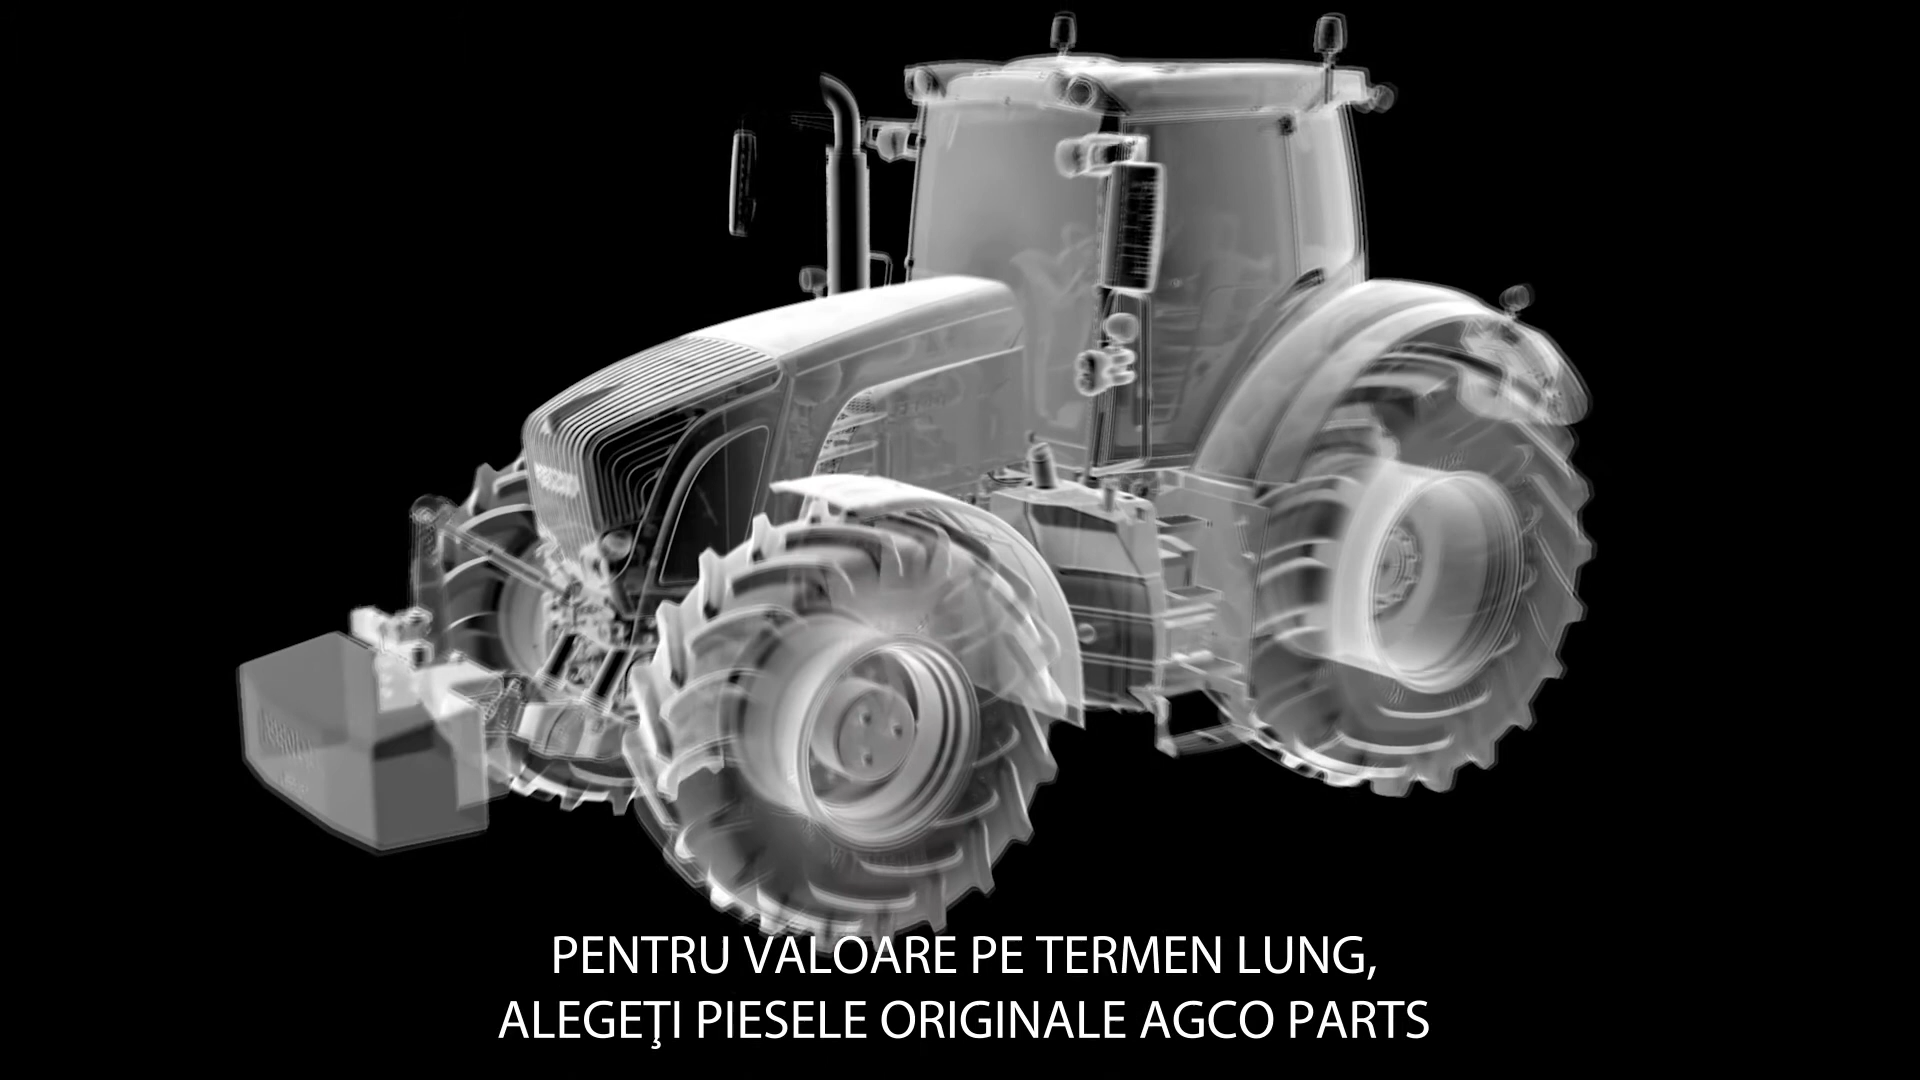 PENTRU VALOARE PE TERMEN LUNG,
ALEGEŢI PIESELE ORIGINALE AGCO PARTS